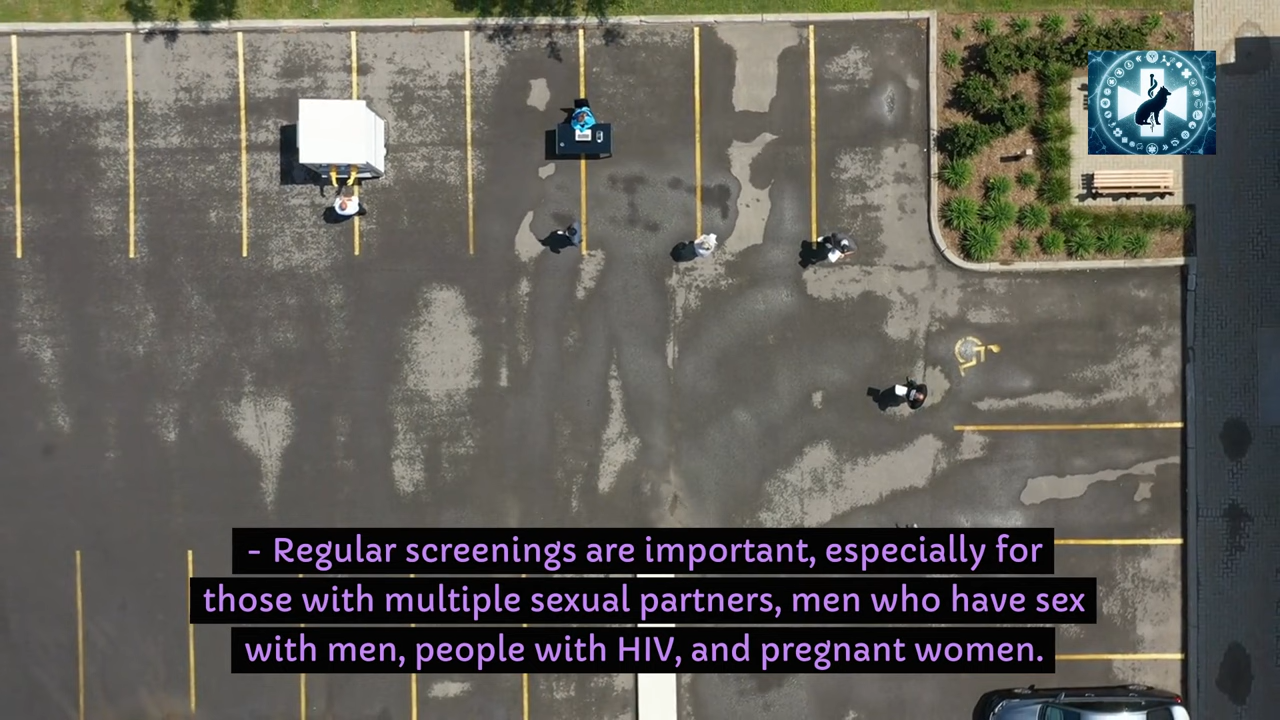 - Regular screenings are important, especially for
those with multiple sexual partners, men who have sex
with men, people with HIV, and pregnant women.